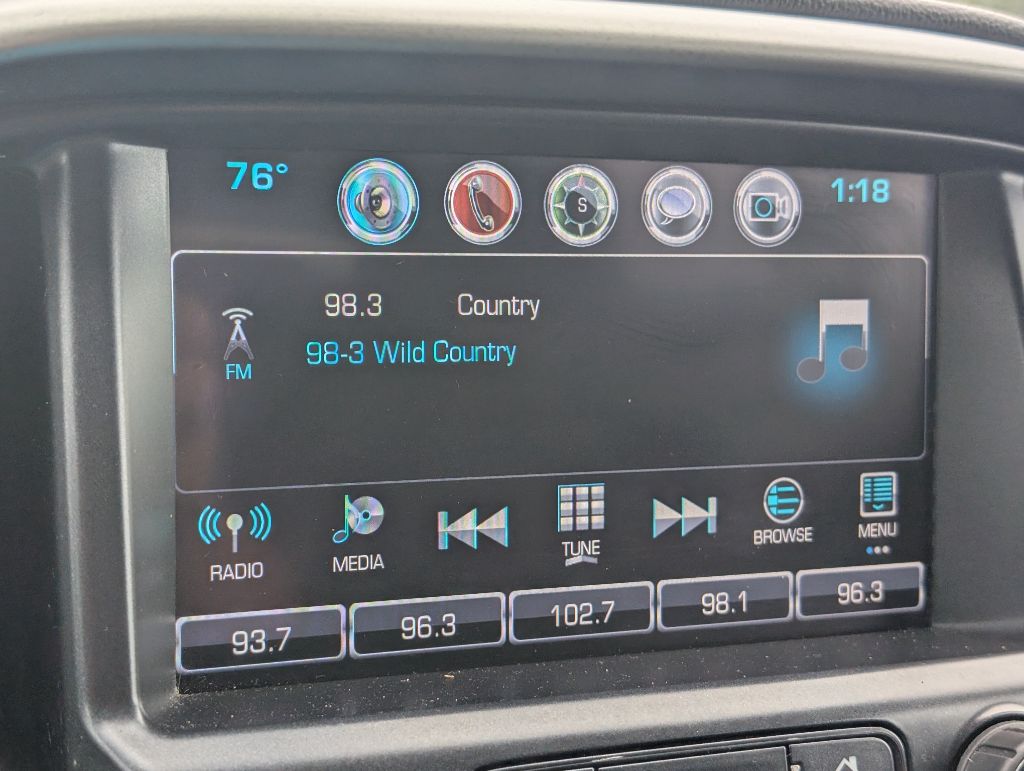 76° S 1:18
98.3 Country
98-3 Wild Country
FM
RADIO MEDIA TUNE BROWSE MENU
93.7 96.3 102.7 98.1 96.3